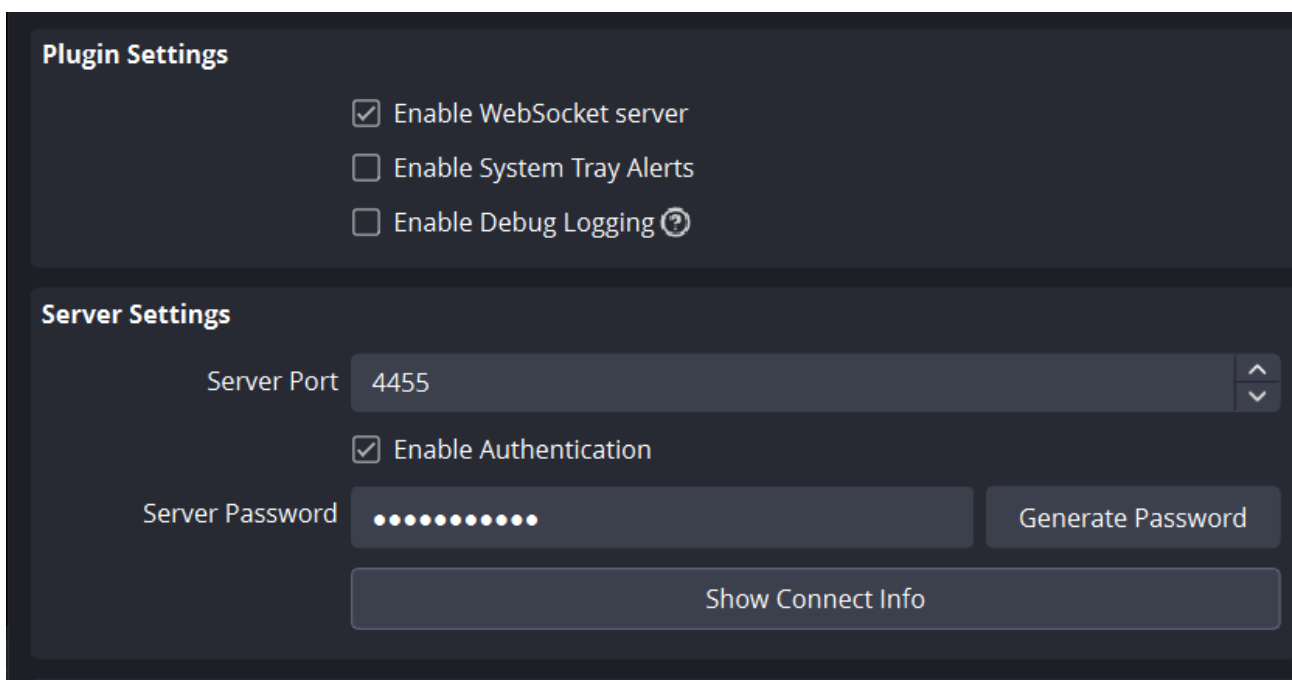 Plugin Settings
Enable WebSocket server
Enable System Tray Alerts
Enable Debug Logging ?
Server Settings
Server Port 4455
Enable Authentication
Server Password ●●●●●●●●●●● Generate Password
Show Connect Info